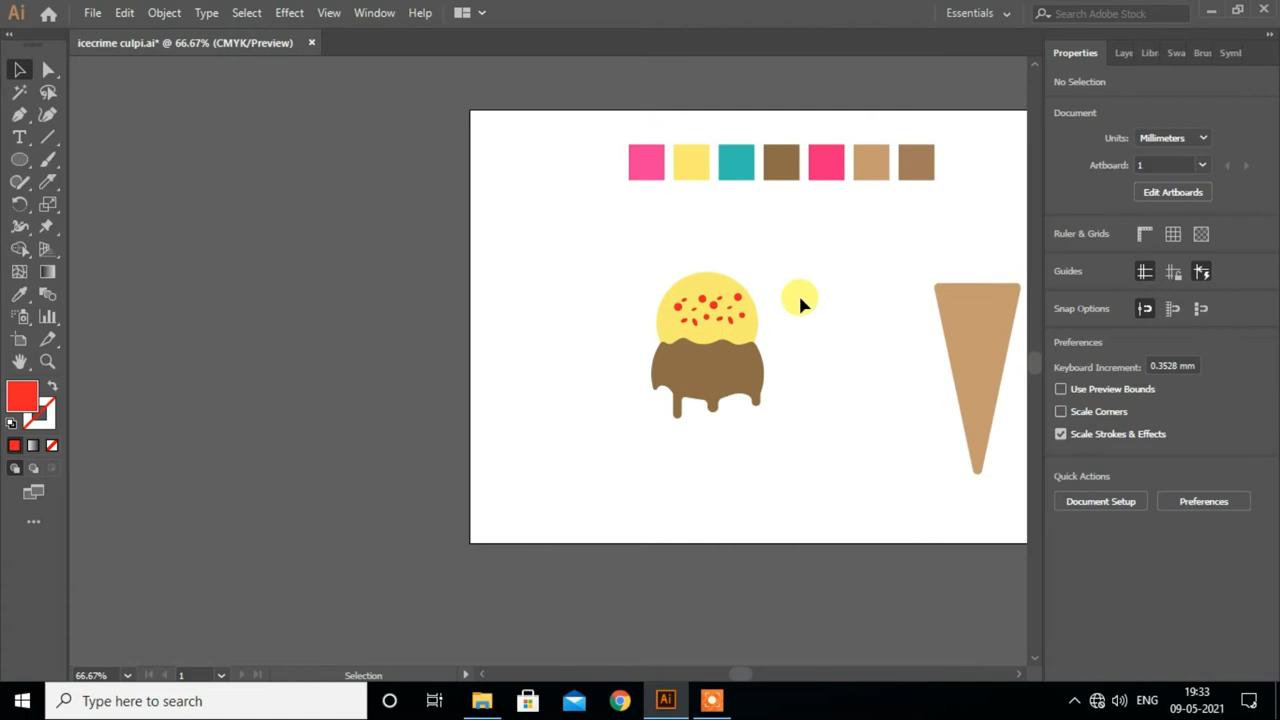 Ai File Edit Object Type Select Effect View Window Help Essentials Search Adobe Stock
icecrime culpi.ai* @ 66.67% (CMYK/Preview) ×
Properties Laye Libr Swa Brus Symb
No Selection
Document
Units: Millimeters
Artboard: 1
Edit Artboards
Ruler & Grids
Guides
Snap Options
Preferences
Keyboard Increment: 0.3528 mm
Use Preview Bounds
Scale Corners
Scale Strokes & Effects
Quick Actions
Document Setup Preferences
66.67% 1 Selection
Type here to search Ai ENG 19:33
09-05-2021